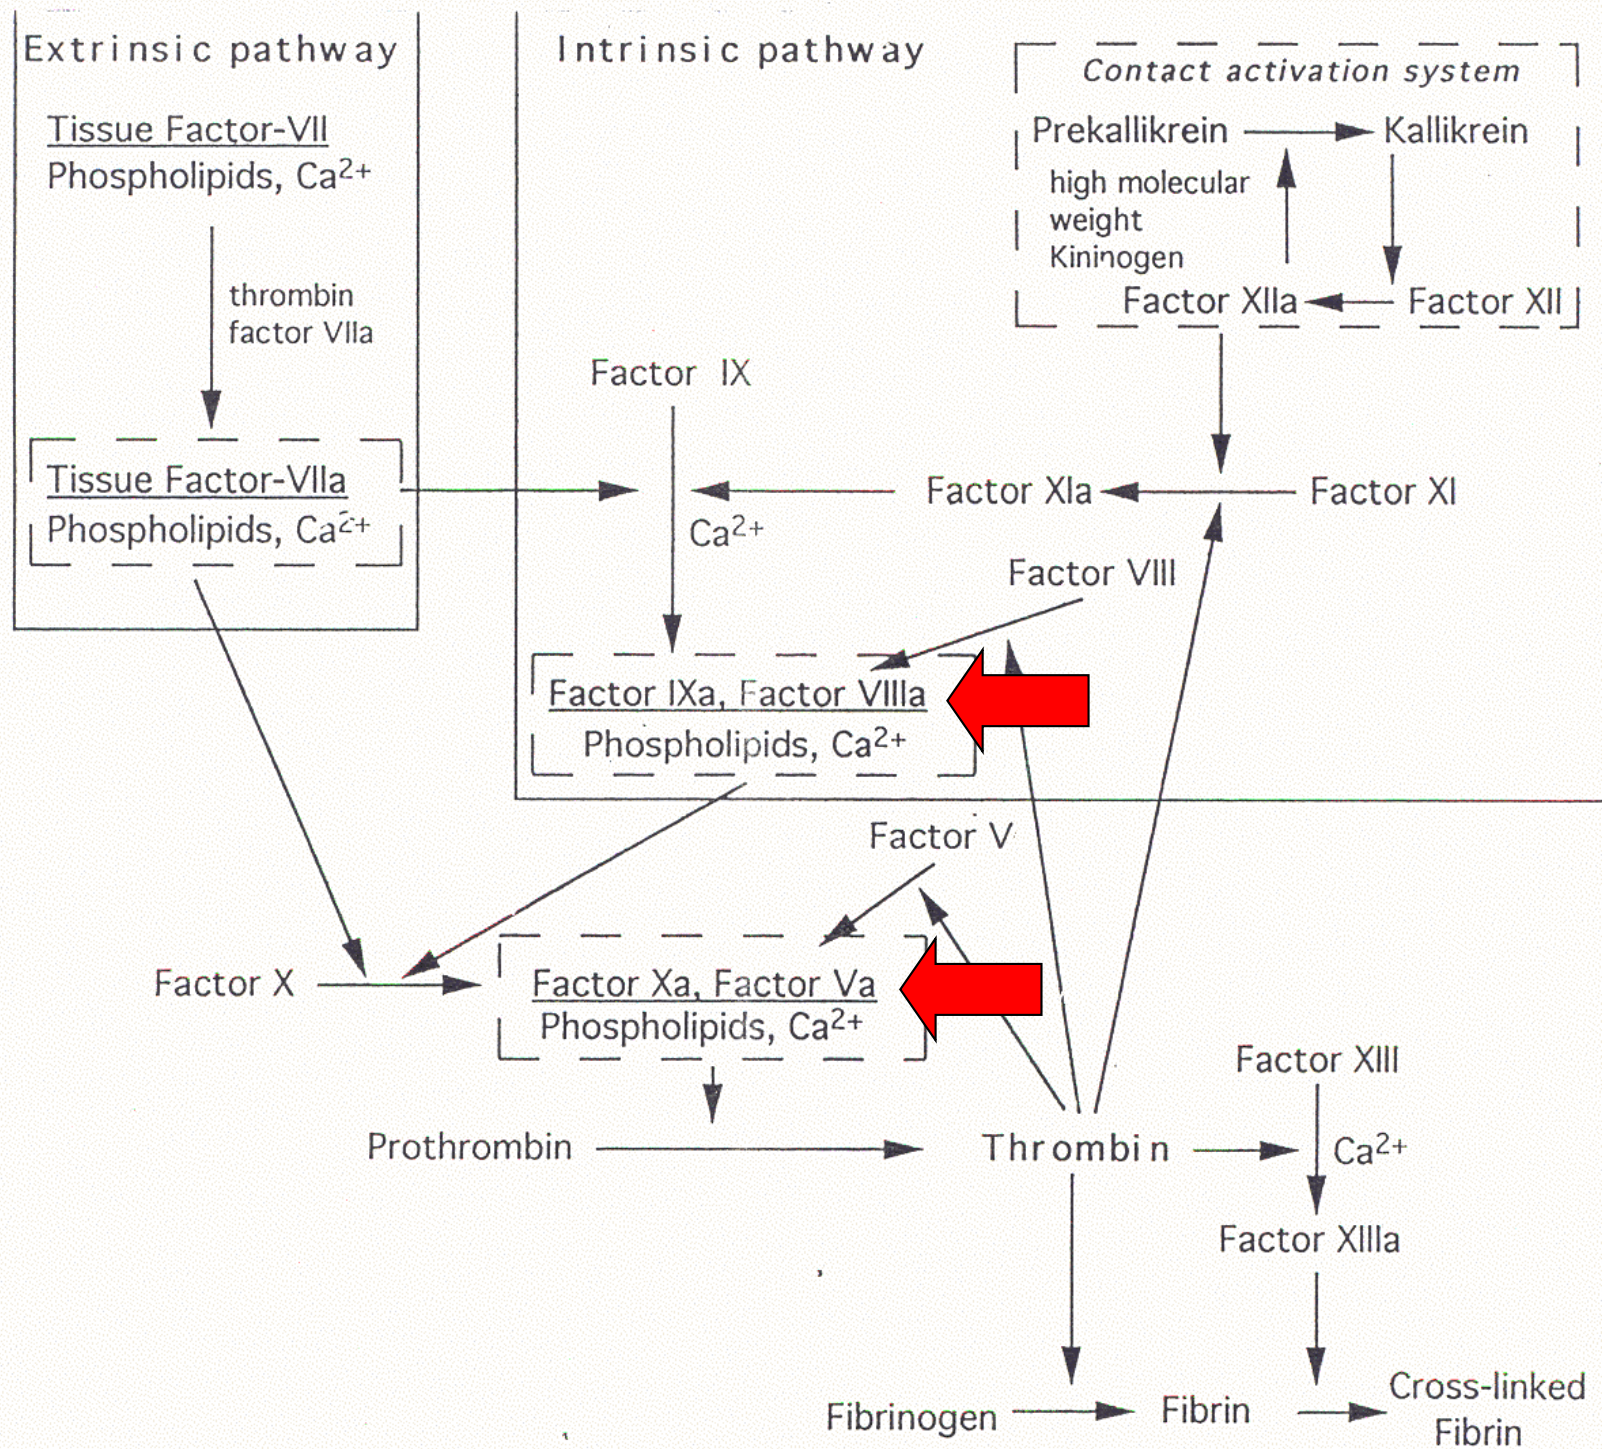 Extrinsic pathway
Tissue Factor-VII
Phospholipids, Ca2+
thrombin
factor VIIa
Tissue Factor-VIIa
Phospholipids, Ca2+
Intrinsic pathway
Contact activation system
Prekallikrein
Kallikrein
high molecular
weight
Kininogen
Factor XIIa
Factor XII
Factor IX
Factor XIa
Factor XI
Ca2+
Factor VIII
Factor IXa, Factor VIIIa
Phospholipids, Ca2+
Factor V
Factor X
Factor Xa, Factor Va
Phospholipids, Ca2+
Factor XIII
Prothrombin
Thrombin
Ca2+
Factor XIIIa
Fibrinogen
Fibrin
Cross-linked
Fibrin